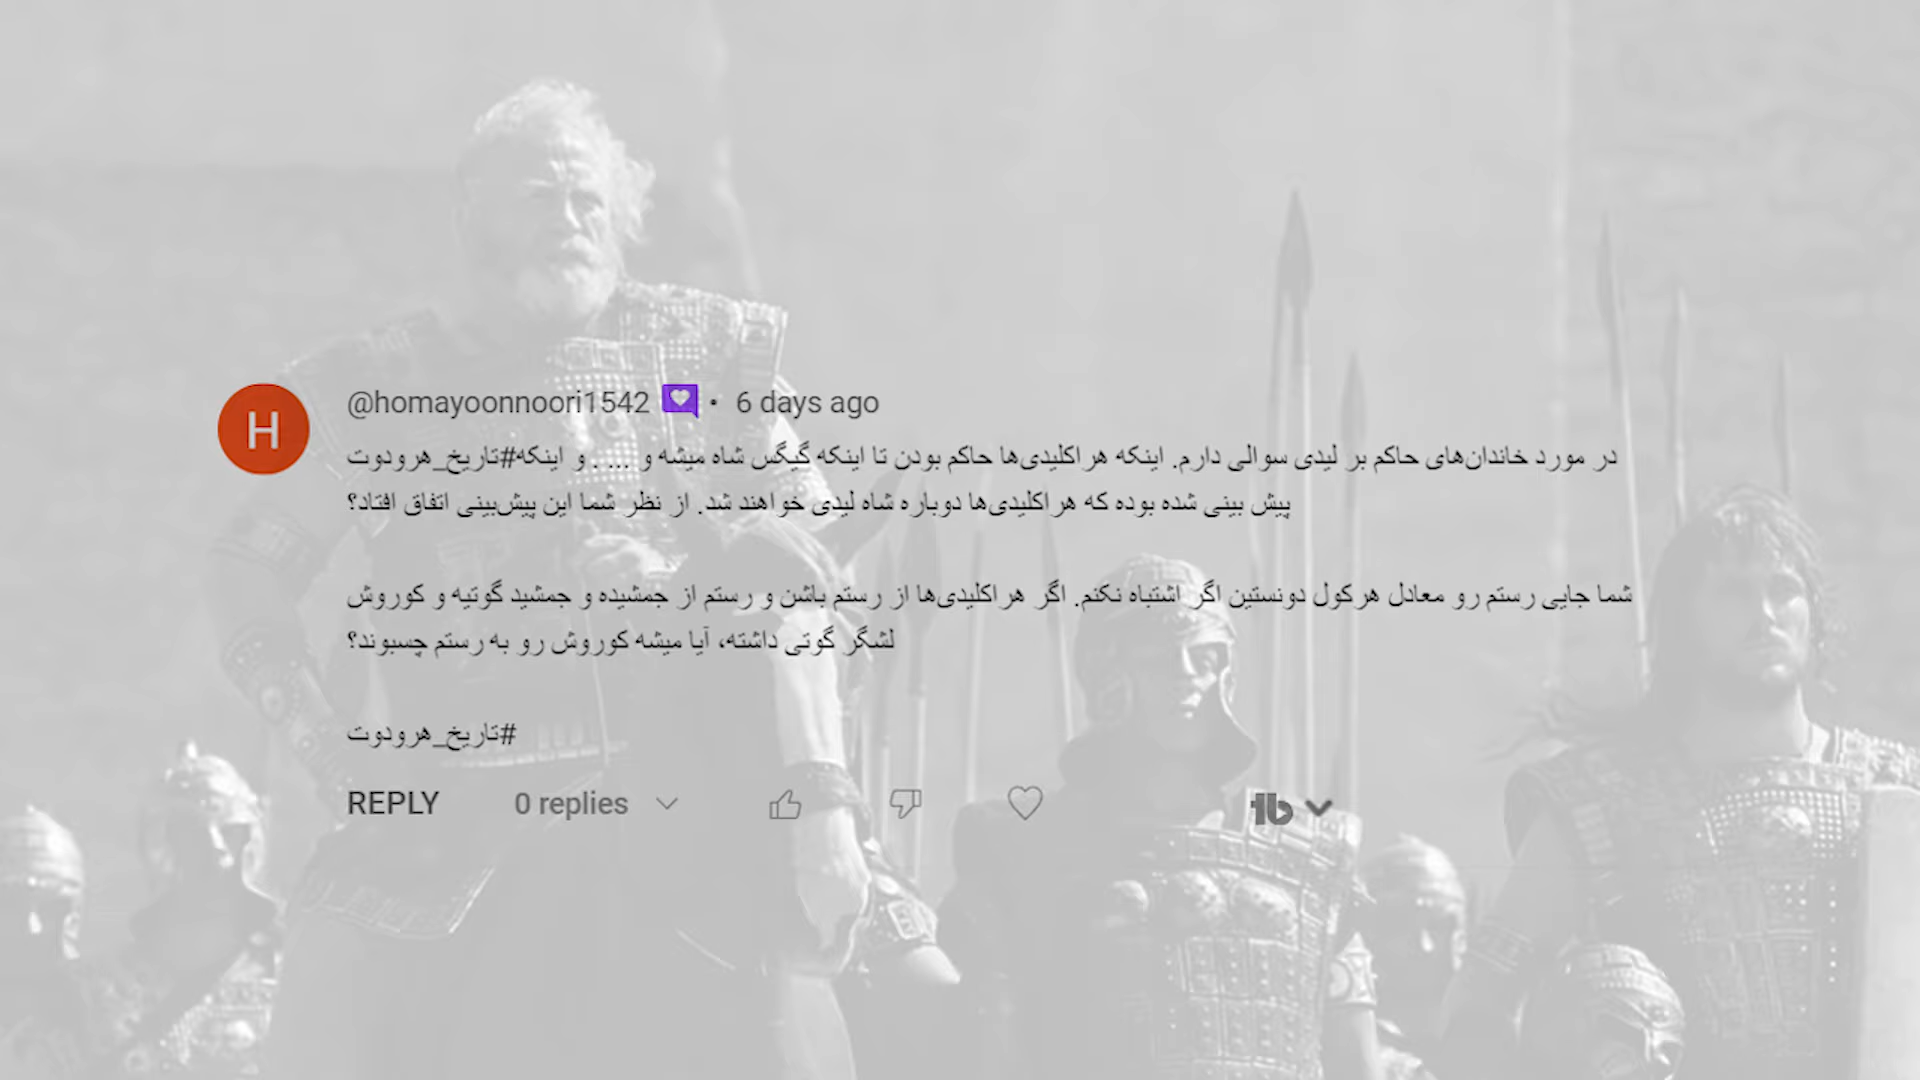 @homayoonnoori1542 • 6 days ago
در مورد خاندان‌های حاکم بر لیدی سوالی دارم. اینکه هراکلیدی‌ها حاکم بودن تا اینکه گیگس شاه میشه و ... . و اینکه#تاریخ_هرودوت
پیش بینی شده بوده که هراکلیدی‌ها دوباره شاه لیدی خواهند شد. از نظر شما این پیش‌بینی اتفاق افتاد؟
شما جایی رستم رو معادل هرکول دونستین اگر اشتباه نکنم. اگر هراکلیدی‌ها از رستم باشن و رستم از جمشیده و جمشید گوتیه و کوروش
لشگر گوتی داشته، آیا میشه کوروش رو به رستم چسبوند؟
#تاریخ_هرودوت
REPLY 0 replies
H
tb